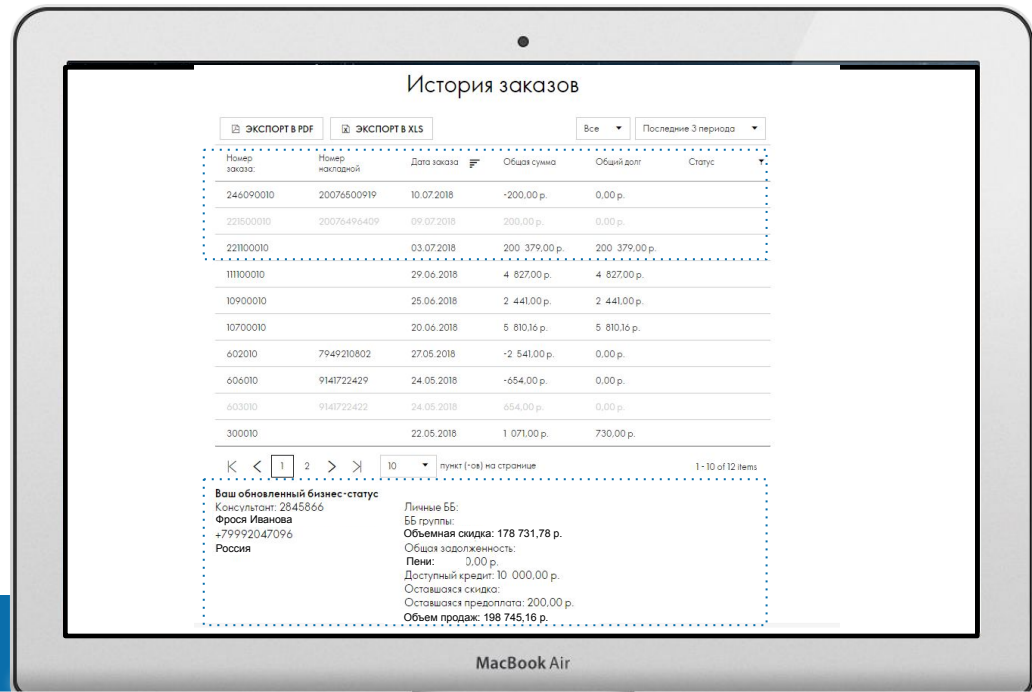 История заказов
ЭКСПОРТ В PDF ЭКСПОРТ В XLS Все Последние 3 периода
Номер заказа: Номер накладной Дата заказа Общая сумма Общий долг Статус
246090010 20076500919 10.07.2018 -200,00 р. 0,00 р.
221500010 20076496409 09.07.2018 200,00 р. 0,00 р.
221100010 03.07.2018 200 379,00 р. 200 379,00 р.
111100010 29.06.2018 4 827,00 р. 4 827,00 р.
10900010 25.06.2018 2 441,00 р. 2 441,00 р.
10700010 20.06.2018 5 810,16 р. 5 810,16 р.
602010 7949210802 27.05.2018 -2 541,00 р. 0,00 р.
606010 9141722429 24.05.2018 -654,00 р. 0,00 р.
603010 9141722422 24.05.2018 654,00 р. 0,00 р.
300010 22.05.2018 1 071,00 р. 730,00 р.
1 2 10 пункт (-ов) на странице 1 - 10 of 12 items
Ваш обновленный бизнес-статус
Консультант: 2845866
Фрося Иванова
+79992047096
Россия
Личные ББ:
ББ группы:
Объемная скидка: 178 731,78 р.
Общая задолженность:
Пени: 0,00 р.
Доступный кредит: 10 000,00 р.
Оставшаяся скидка:
Оставшаяся предоплата: 200,00 р.
Объем продаж: 198 745,16 р.
MacBook Air